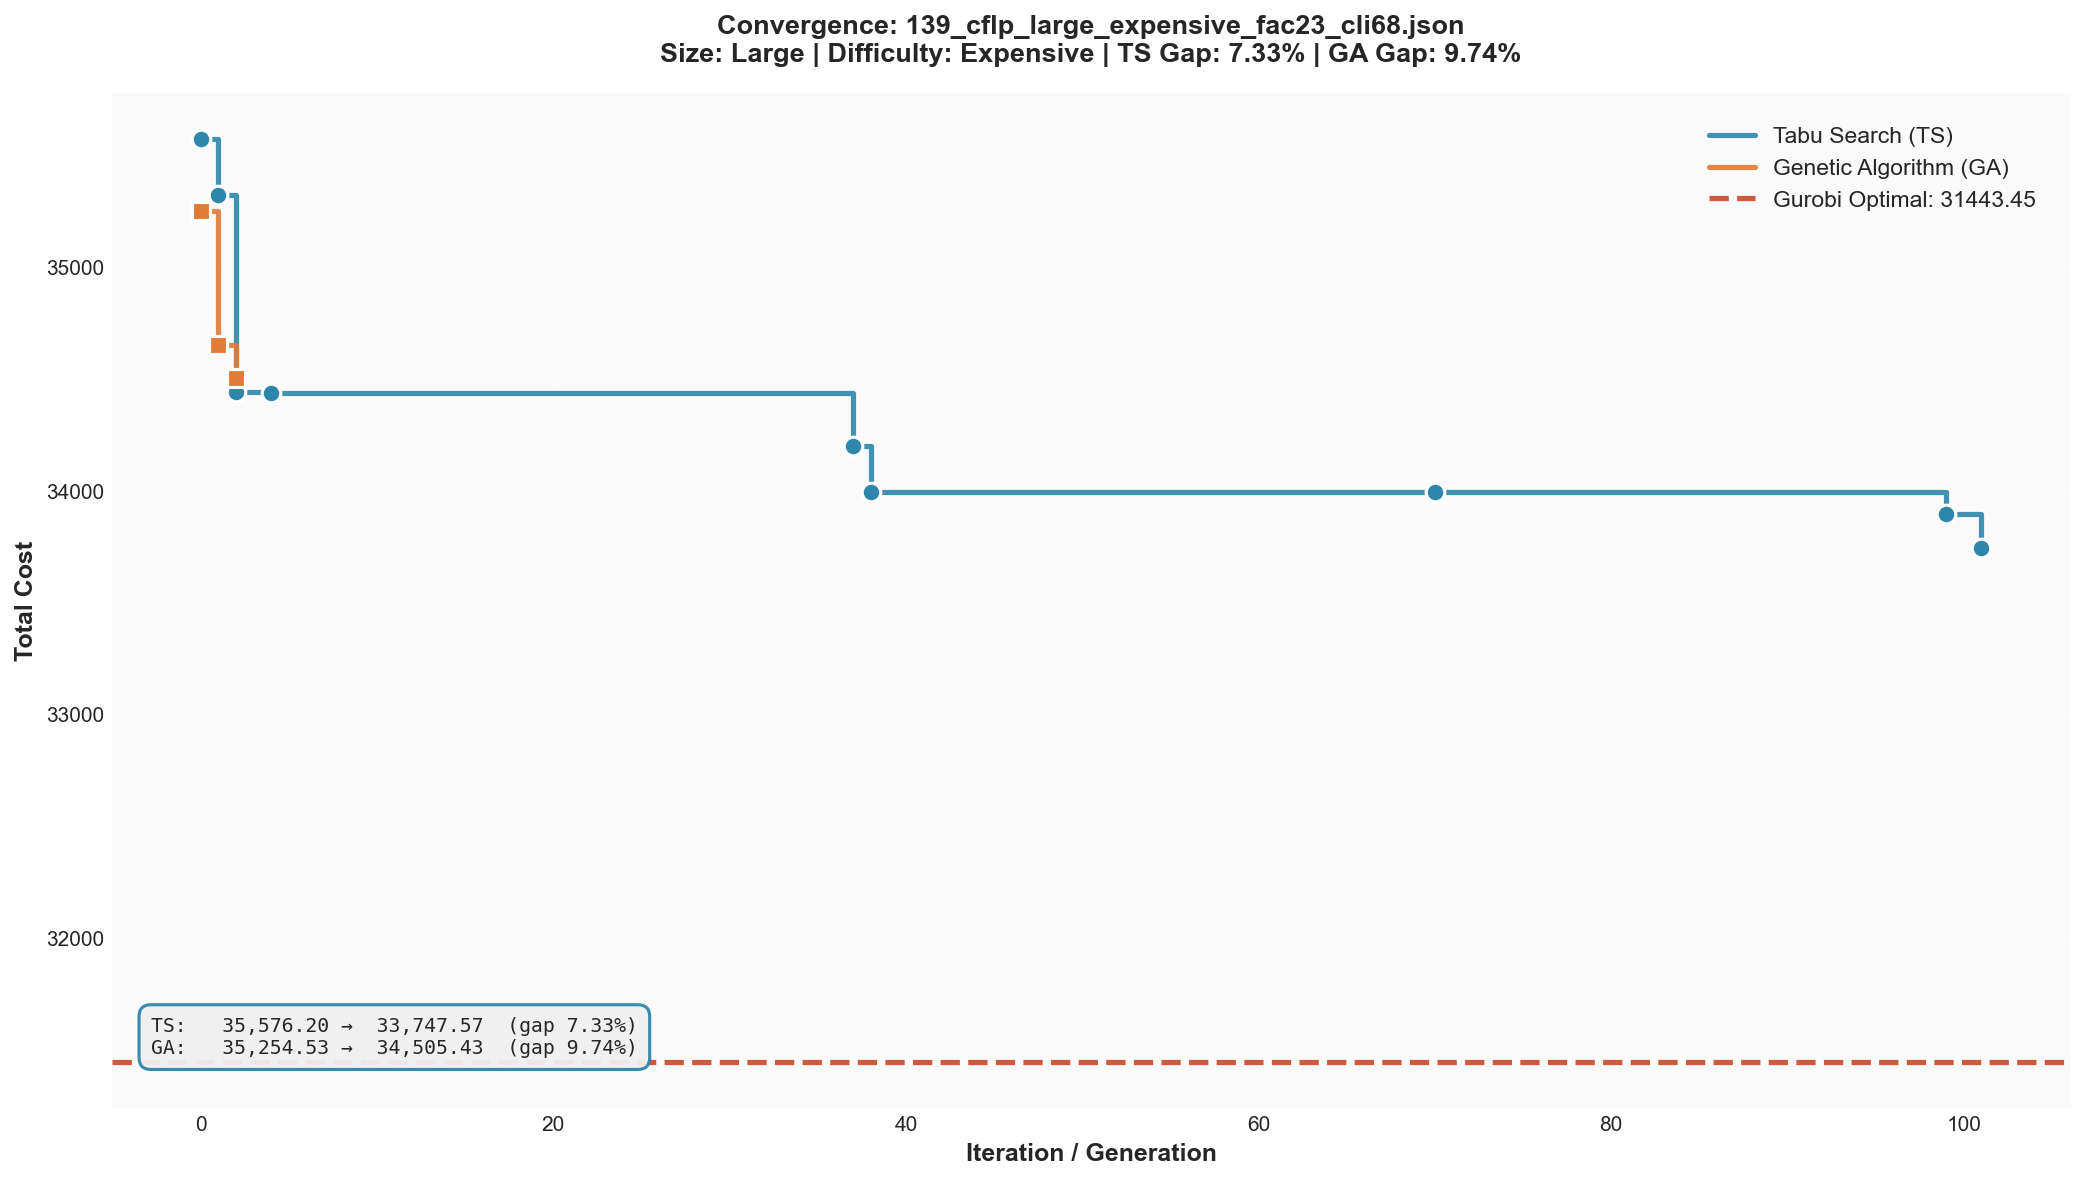 Convergence: 139_cflp_large_expensive_fac23_cli68.json
Size: Large | Difficulty: Expensive | TS Gap: 7.33% | GA Gap: 9.74%
Tabu Search (TS)
Genetic Algorithm (GA)
Gurobi Optimal: 31443.45
35000
34000
33000
32000
Total Cost
TS: 35,576.20 → 33,747.57 (gap 7.33%)
GA: 35,254.53 → 34,505.43 (gap 9.74%)
0 20 40 60 80 100
Iteration / Generation